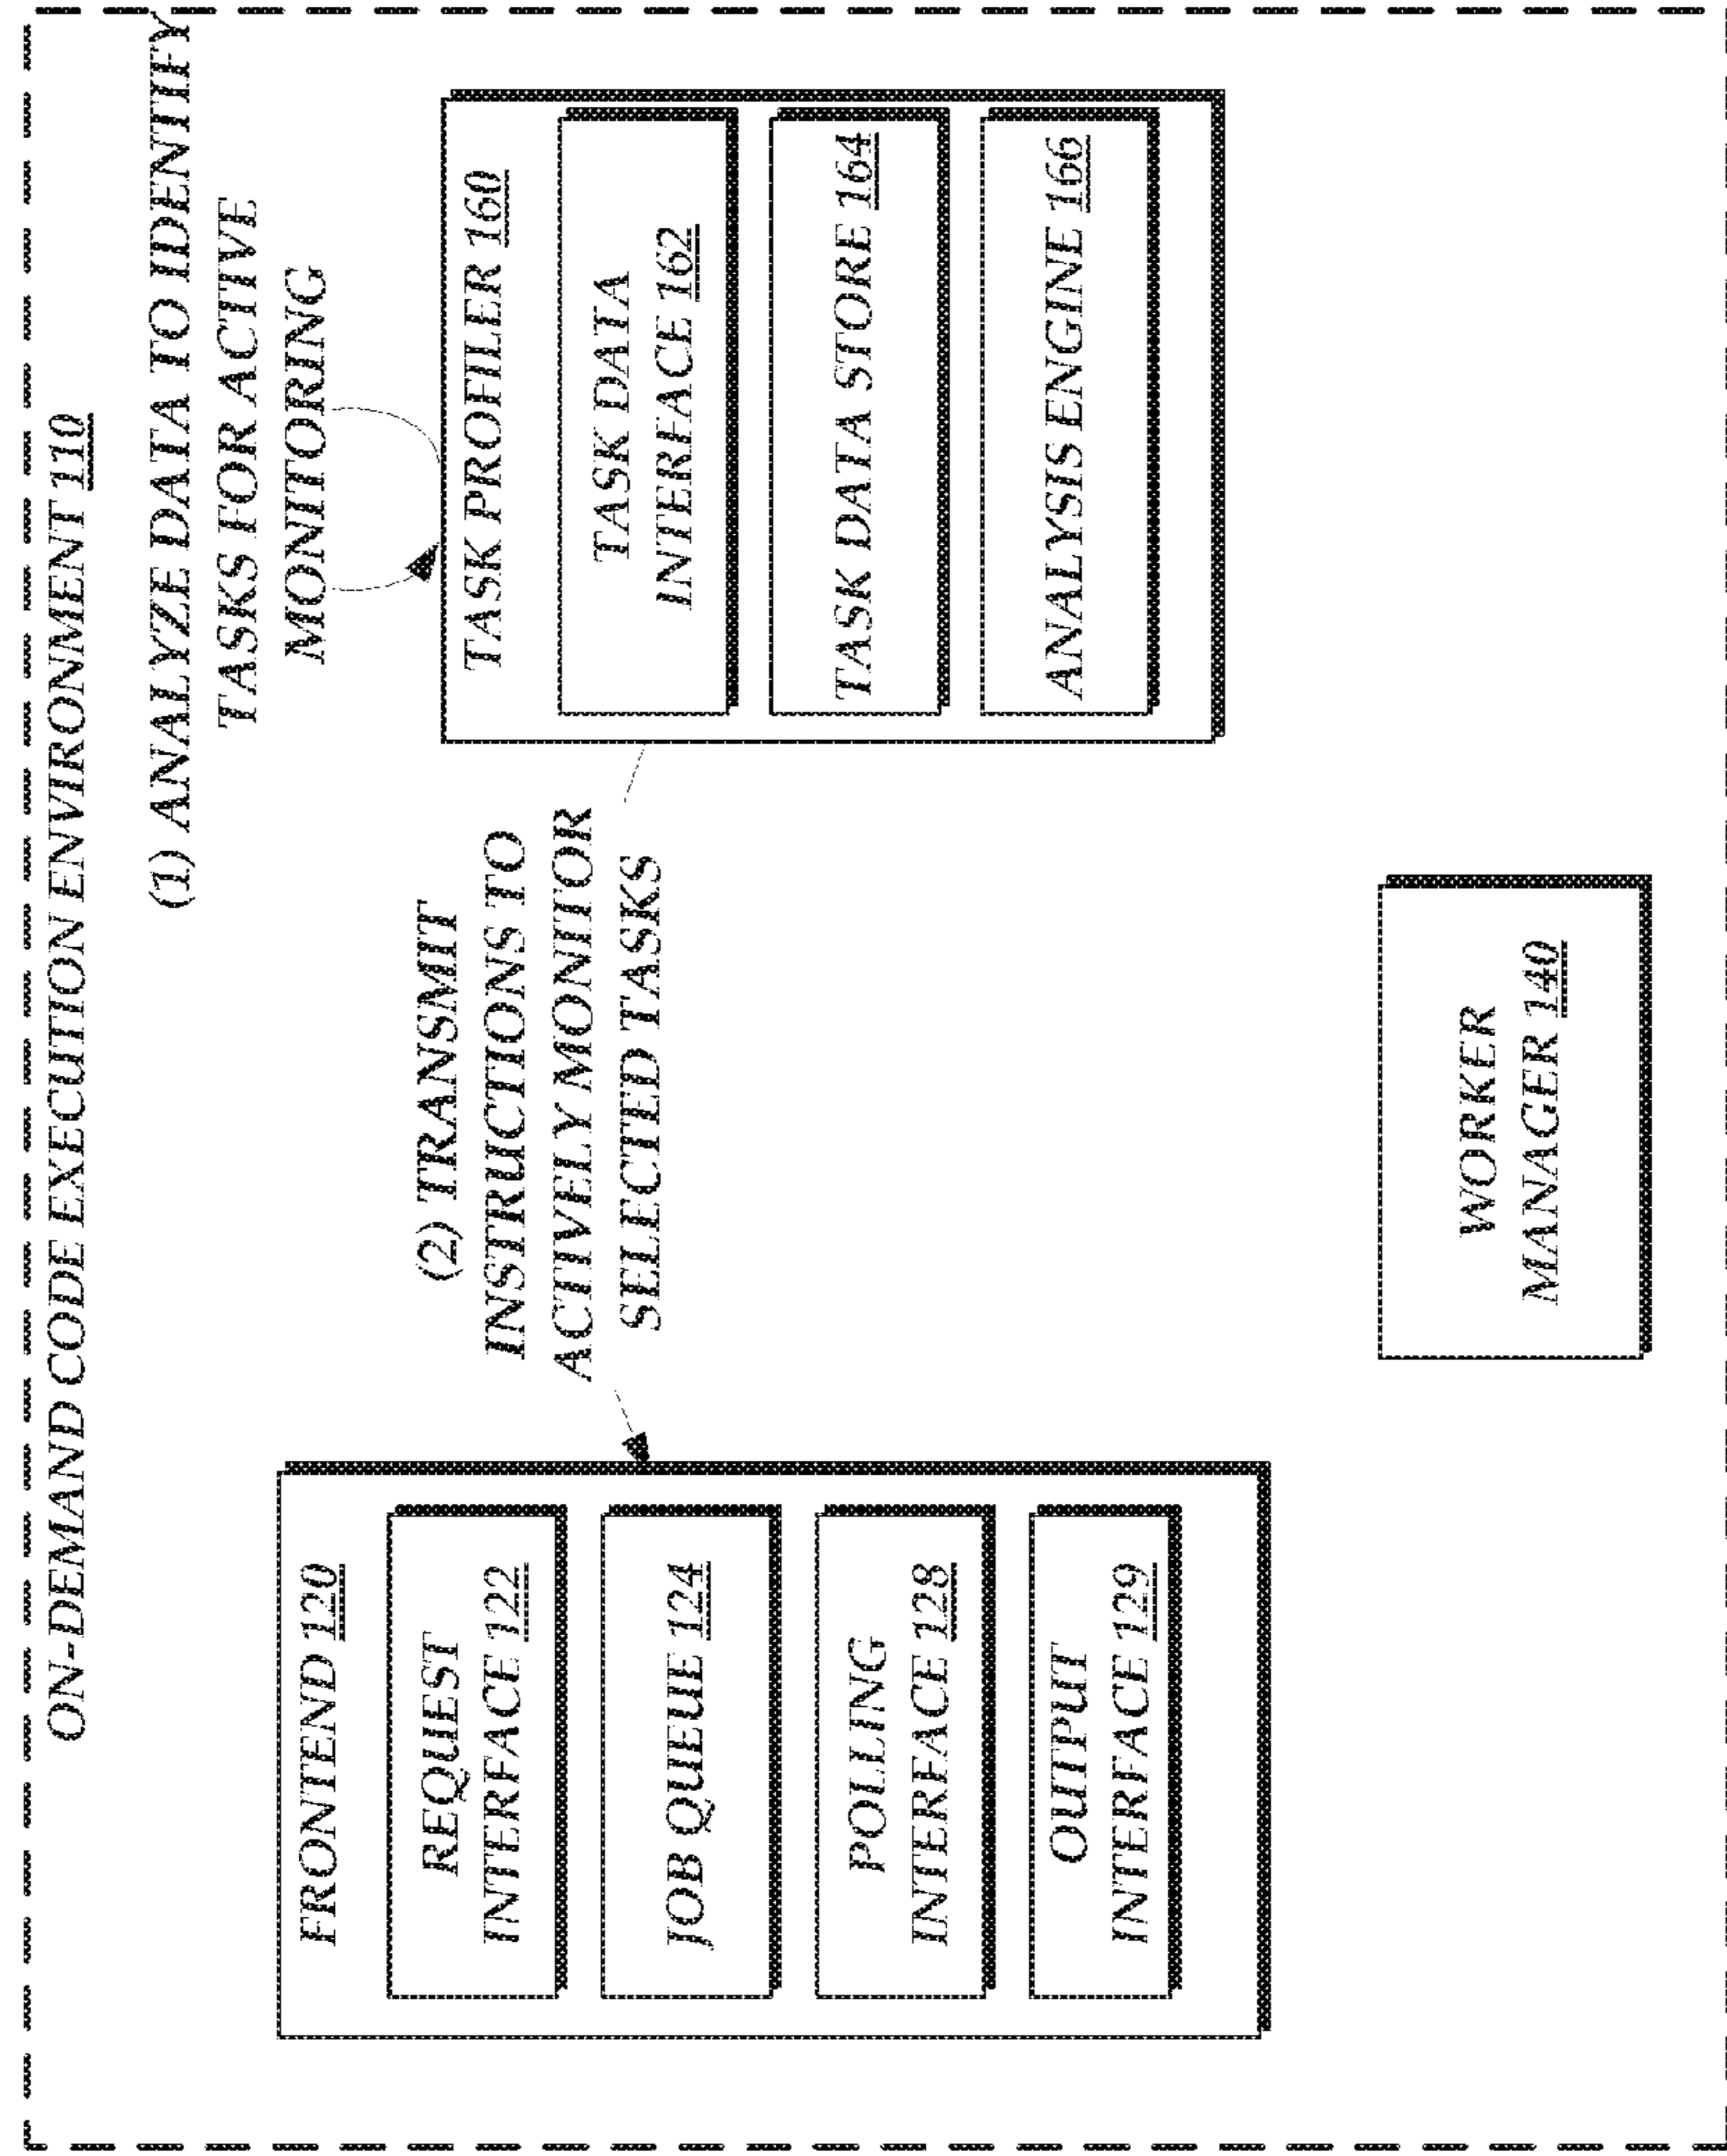 ON-DEMAND CODE EXECUTION ENVIRONMENT 110
(1) ANALYZE DATA TO IDENTIFY
TASKS FOR ACTIVE
MONITORING
FRONTEND 120
REQUEST
INTERFACE 122
JOB QUEUE 124
POLLING
INTERFACE 128
OUTPUT
INTERFACE 129
(2) TRANSMIT
INSTRUCTIONS TO
ACTIVELY MONITOR
SELECTED TASKS
TASK PROFILER 160
TASK DATA
INTERFACE 162
TASK DATA STORE 164
ANALYSIS ENGINE 166
WORKER
MANAGER 140